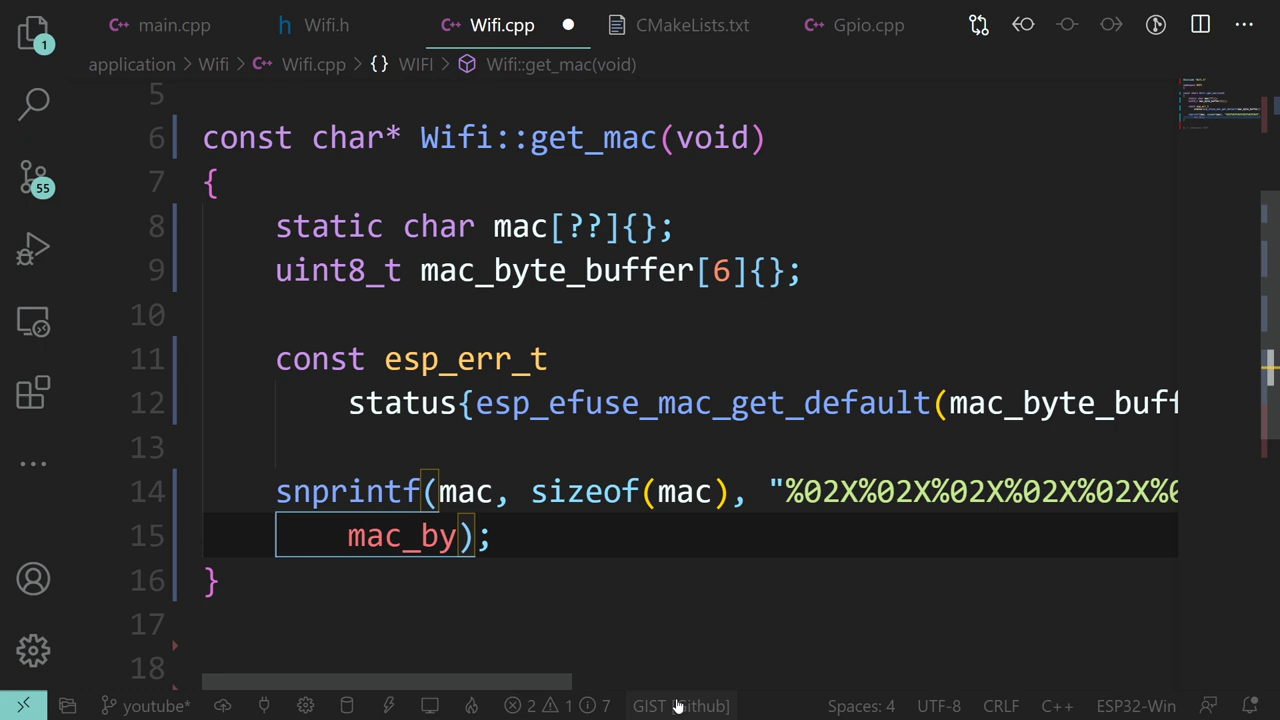 1
main.cpp Wifi.h Wifi.cpp CMakeLists.txt Gpio.cpp
application > Wifi > Wifi.cpp > {} WIFI > Wifi::get_mac(void)
5
6 const char* Wifi::get_mac(void)
7 {
8 static char mac[??]{};
9 uint8_t mac_byte_buffer[6]{};
10
11 const esp_err_t
12 status{esp_efuse_mac_get_default(mac_byte_buff
13
14 snprintf(mac, sizeof(mac), "%02X%02X%02X%02X%02X%0
15 mac_by);
16 }
17
18
55
youtube* 2 1 7 GIST [github] Spaces: 4 UTF-8 CRLF C++ ESP32-Win